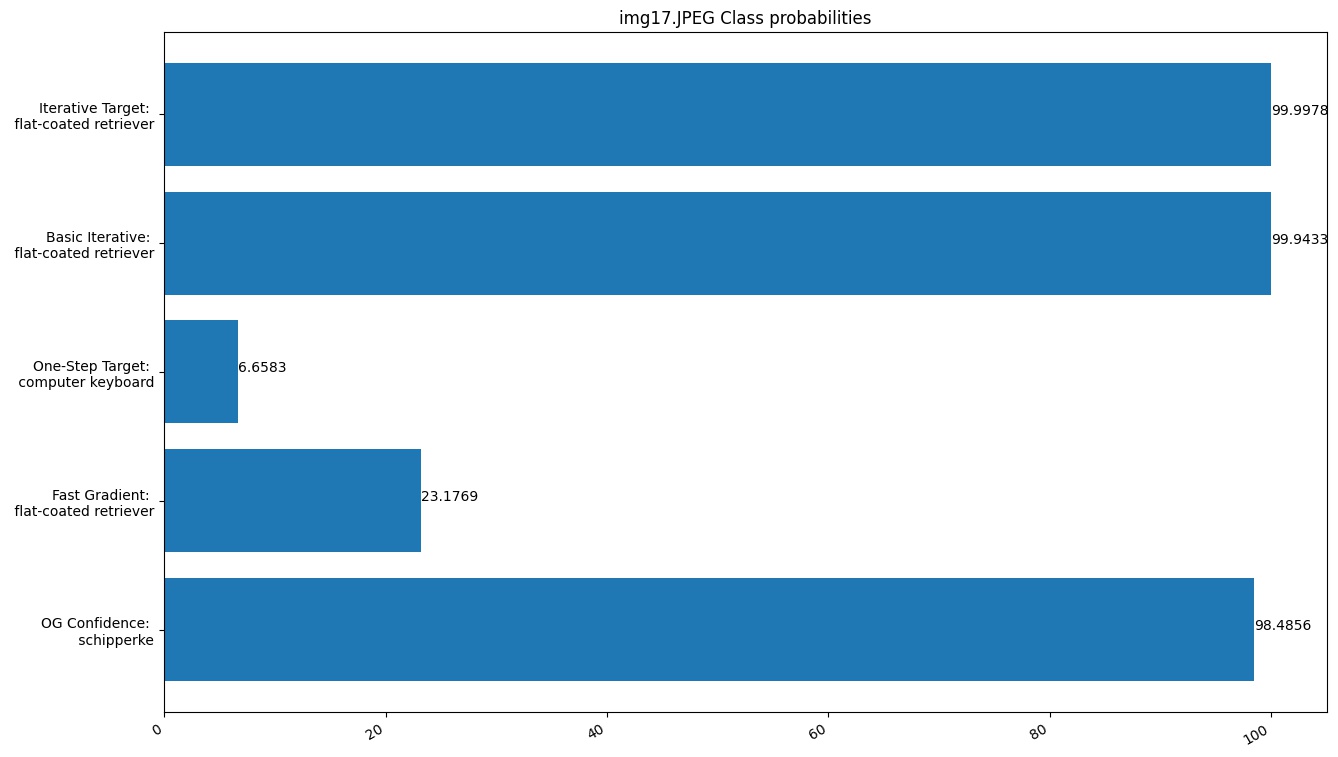 img17.JPEG Class probabilities
Iterative Target:
flat-coated retriever
99.9978
Basic Iterative:
flat-coated retriever
99.9433
One-Step Target:
computer keyboard
6.6583
Fast Gradient:
flat-coated retriever
23.1769
OG Confidence:
schipperke
98.4856
0
20
40
60
80
100